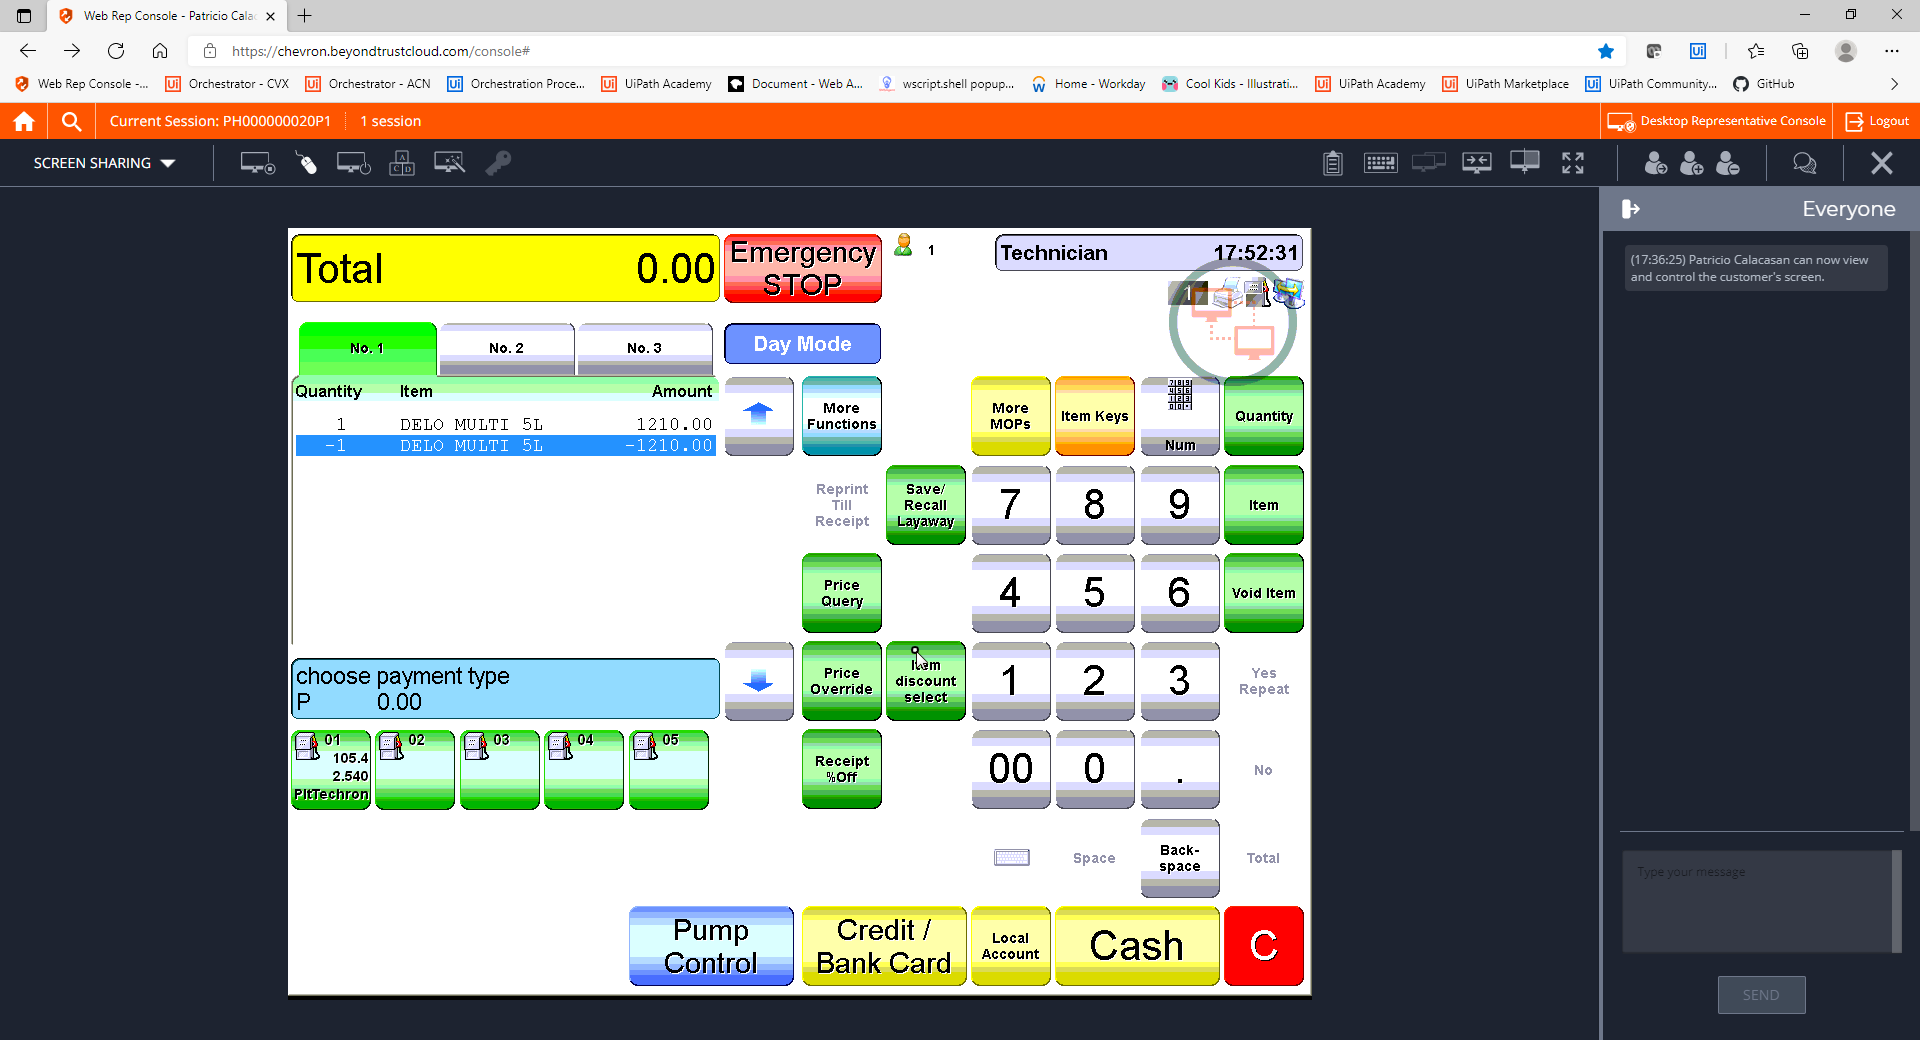 Web Rep Console - Patricio Cala
https://chevron.beyondtrustcloud.com/console#
Web Rep Console -...
Orchestrator - CVX
Orchestrator - ACN
Orchestration Proce...
UiPath Academy
Document - Web A...
wscript.shell popup...
Home - Workday
Cool Kids - Illustrati...
UiPath Academy
UiPath Marketplace
UiPath Community...
GitHub
Current Session: PH000000020P1
1 session
Desktop Representative Console
Logout
SCREEN SHARING
Everyone
(17:36:25) Patricio Calacasan can now view
and control the customer's screen.
Total 0.00
Emergency
STOP
1
Technician 17:52:31
1
No. 1
No. 2
No. 3
Day Mode
Quantity Item Amount
1 DELO MULTI 5L 1210.00
-1 DELO MULTI 5L -1210.00
More
Functions
More
MOPs
Item Keys
Num
Quantity
Reprint
Till
Receipt
Save/
Recall
Layaway
7
8
9
Item
Price
Query
4
5
6
Void Item
choose payment type
P 0.00
Price
Override
Item
discount
select
1
2
3
Yes
Repeat
01
105.4
2.540
PltTechron
02
03
04
05
Receipt
%Off
00
0
.
No
Space
Back-
space
Total
Pump
Control
Credit /
Bank Card
Local
Account
Cash
C
Type your message
SEND